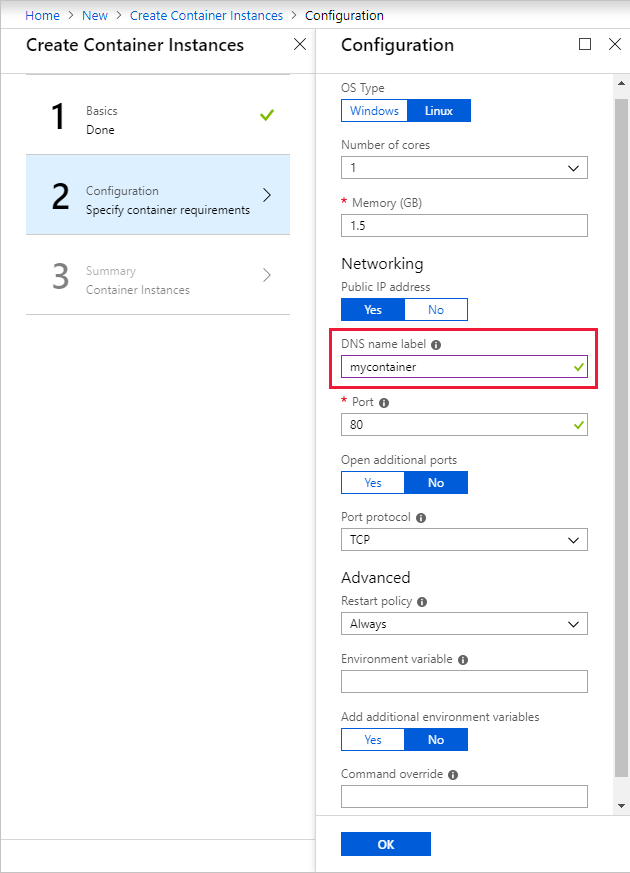 Home > New > Create Container Instances > Configuration
Create Container Instances
1
Basics
Done
2
Configuration
Specify container requirements
3
Summary
Container Instances
Configuration
OS Type
Windows Linux
Number of cores
1
* Memory (GB)
1.5
Networking
Public IP address
Yes No
DNS name label
mycontainer
* Port
80
Open additional ports
Yes No
Port protocol
TCP
Advanced
Restart policy
Always
Environment variable
Add additional environment variables
Yes No
Command override
OK